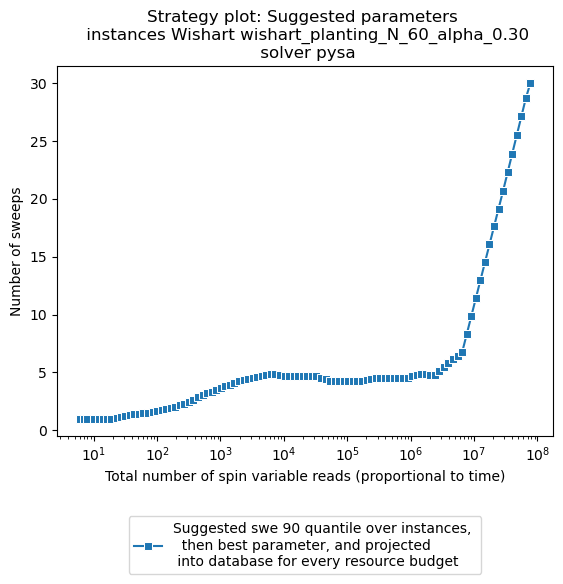 Strategy plot: Suggested parameters
instances Wishart wishart_planting_N_60_alpha_0.30
solver pysa
Number of sweeps
30
25
20
15
10
5
0
10^1
10^2
10^3
10^4
10^5
10^6
10^7
10^8
Total number of spin variable reads (proportional to time)
Suggested swe 90 quantile over instances,
then best parameter, and projected
into database for every resource budget